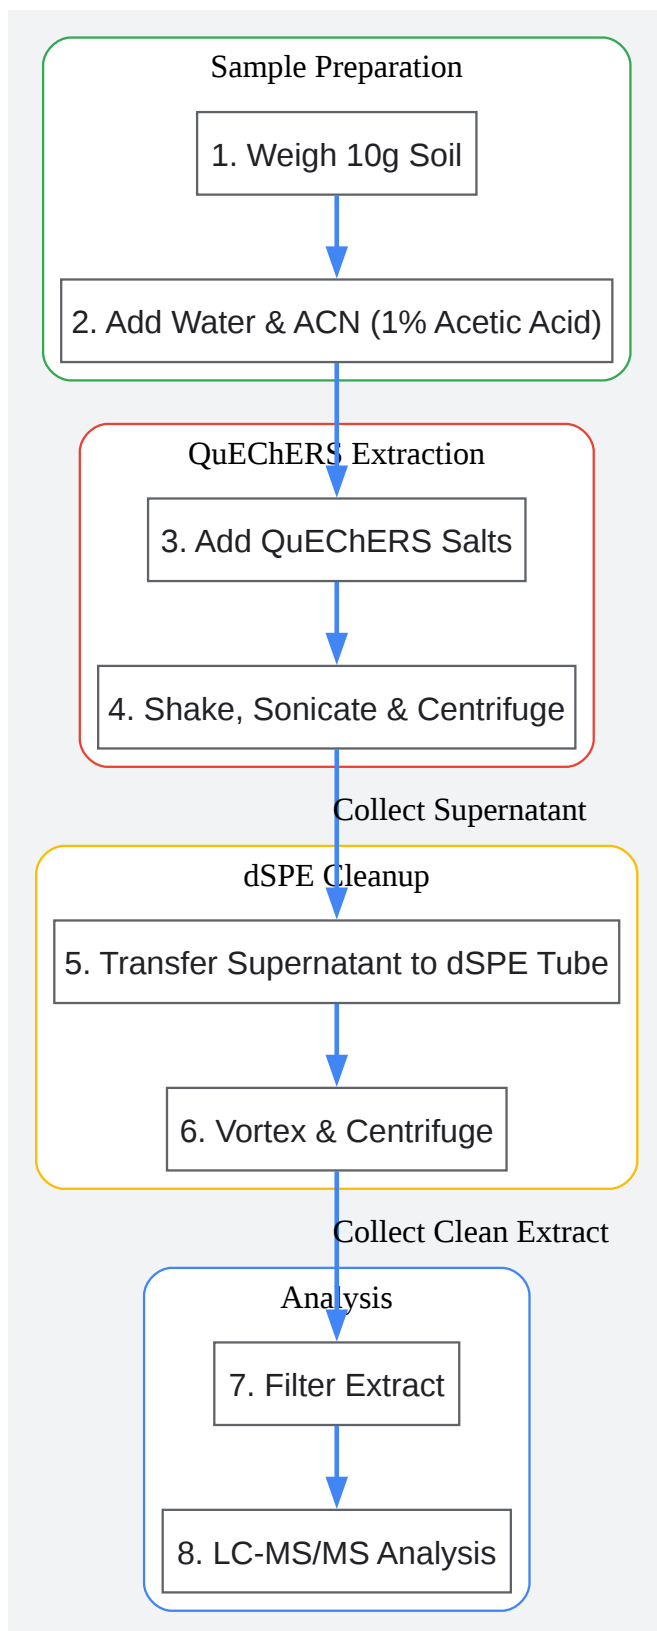 Sample Preparation
1. Weigh 10g Soil
2. Add Water & ACN (1% Acetic Acid)
QuEChERS Extraction
3. Add QuEChERS Salts
4. Shake, Sonicate & Centrifuge
Collect Supernatant
dSPE Cleanup
5. Transfer Supernatant to dSPE Tube
6. Vortex & Centrifuge
Collect Clean Extract
Analysis
7. Filter Extract
8. LC-MS/MS Analysis